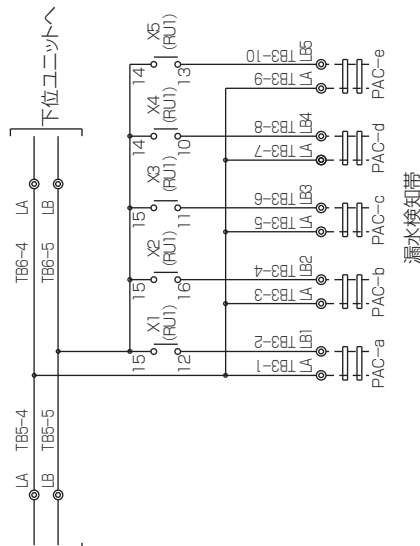 下位ユニットへ
LA TB5-4 TB6-4 LA
LB TB5-5 TB6-5 LB
X1
(RU1)
15
12
X2
(RU1)
15
16
X3
(RU1)
15
11
X4
(RU1)
14
10
X5
(RU1)
14
13
TB3-1 LA
TB3-2 LB1
TB3-3 LA
TB3-4 LB2
TB3-5 LA
TB3-6 LB3
TB3-7 LA
TB3-8 LB4
TB3-9 LA
TB3-10 LB5
PAC-a
PAC-b
PAC-c
PAC-d
PAC-e
漏水検知帯